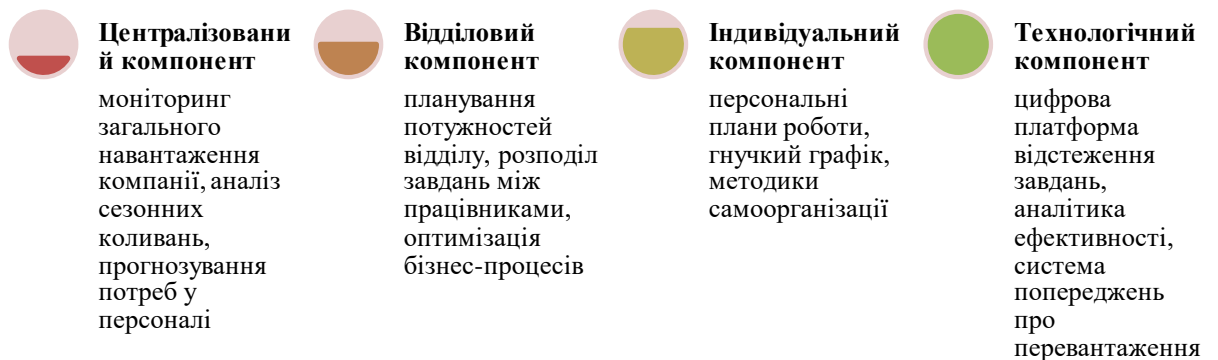 Централізовани
й компонент
моніторинг
загального
навантаження
компанії, аналіз
сезонних
коливань,
прогнозування
потреб у
персоналі
Відділовий
компонент
планування
потужностей
відділу, розподіл
завдань між
працівниками,
оптимізація
бізнес-процесів
Індивідуальний
компонент
персональні
плани роботи,
гнучкий графік,
методики
самоорганізації
Технологічний
компонент
цифрова
платформа
відстеження
завдань,
аналітика
ефективності,
система
попереджень
про
перевантаження